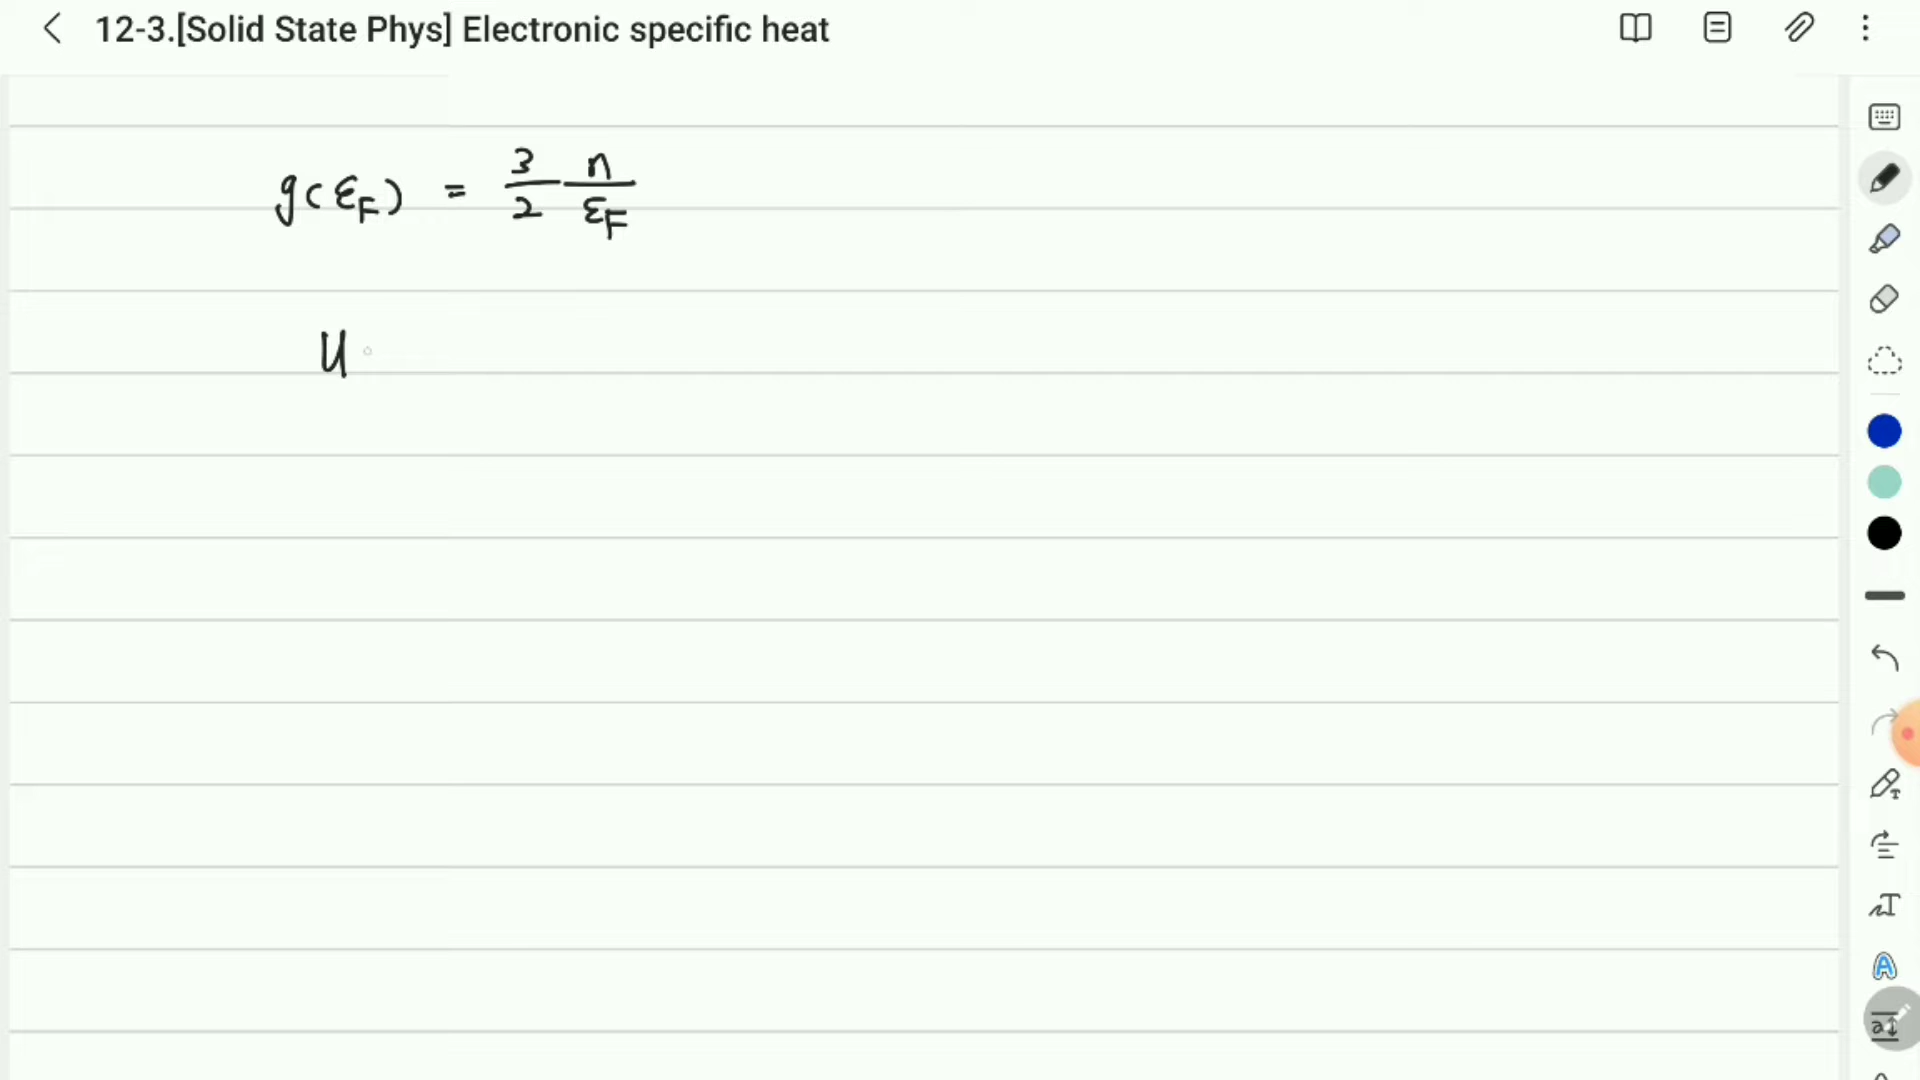 12-3.[Solid State Phys] Electronic specific heat
g(ε_F) = 3/2 n/ε_F
U